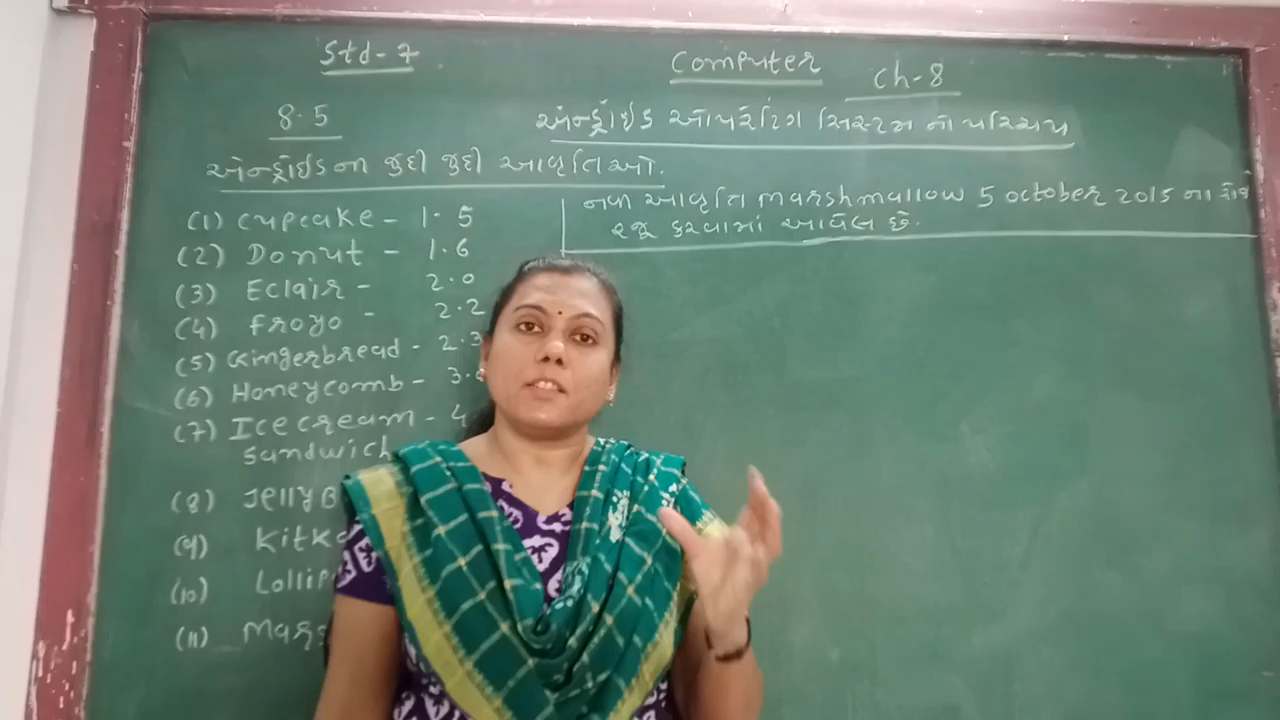 Std-7
Computer
Ch-8
8.5
એન્ડ્રોઇડ ઓપરેટિંગ સિસ્ટમ નો પરિચય
એન્ડ્રોઇડના જુદી જુદી આવૃતિઓ.
(1) Cupcake - 1.5
(2) Donut - 1.6
(3) Eclair - 2.0
(4) froyo - 2.2
(5) Gingerbread - 2.3
(6) Honeycomb - 3.
(7) Ice cream - 4
Sandwich
(8) Jelly B
(9) Kitka
(10) Lollip
(11) Mars
નવી આવૃતિ marshmallow 5 october 2015 ના રોજ
રજૂ કરવામાં આવેલ છે.